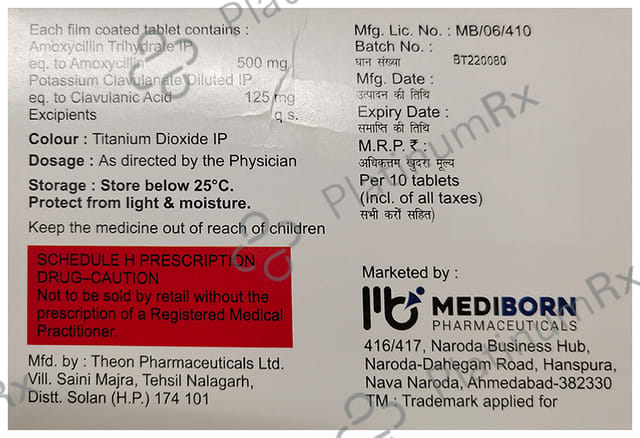 Each film coated tablet contains :
Amoxycillin Trihydrate IP
eq. to Amoxycillin 500 mg
Potassium Clavulanate Diluted IP
eq. to Clavulanic Acid 125 mg
Excipients q.s.
Colour : Titanium Dioxide IP
Dosage : As directed by the Physician
Storage : Store below 25°C.
Protect from light & moisture.
Keep the medicine out of reach of children
SCHEDULE H PRESCRIPTION
DRUG–CAUTION
Not to be sold by retail without the
prescription of a Registered Medical
Practitioner.
Mfd. by : Theon Pharmaceuticals Ltd.
Vill. Saini Majra, Tehsil Nalagarh,
Distt. Solan (H.P.) 174 101
Mfg. Lic. No. : MB/06/410
Batch No. :
घान संख्या BT220080
Mfg. Date :
उत्पादन की तिथि
Expiry Date :
समाप्ति की तिथि
M.R.P. ₹ :
अधिकत्तम खुदरा मूल्य
Per 10 tablets
(Incl. of all taxes)
सभी करों सहित)
Marketed by :
MEDIBORN
PHARMACEUTICALS
416/417, Naroda Business Hub,
Naroda-Dahegam Road, Hanspura,
Nava Naroda, Ahmedabad-382330
TM : Trademark applied for
PlatinumRx
PlatinumRx
PlatinumRx